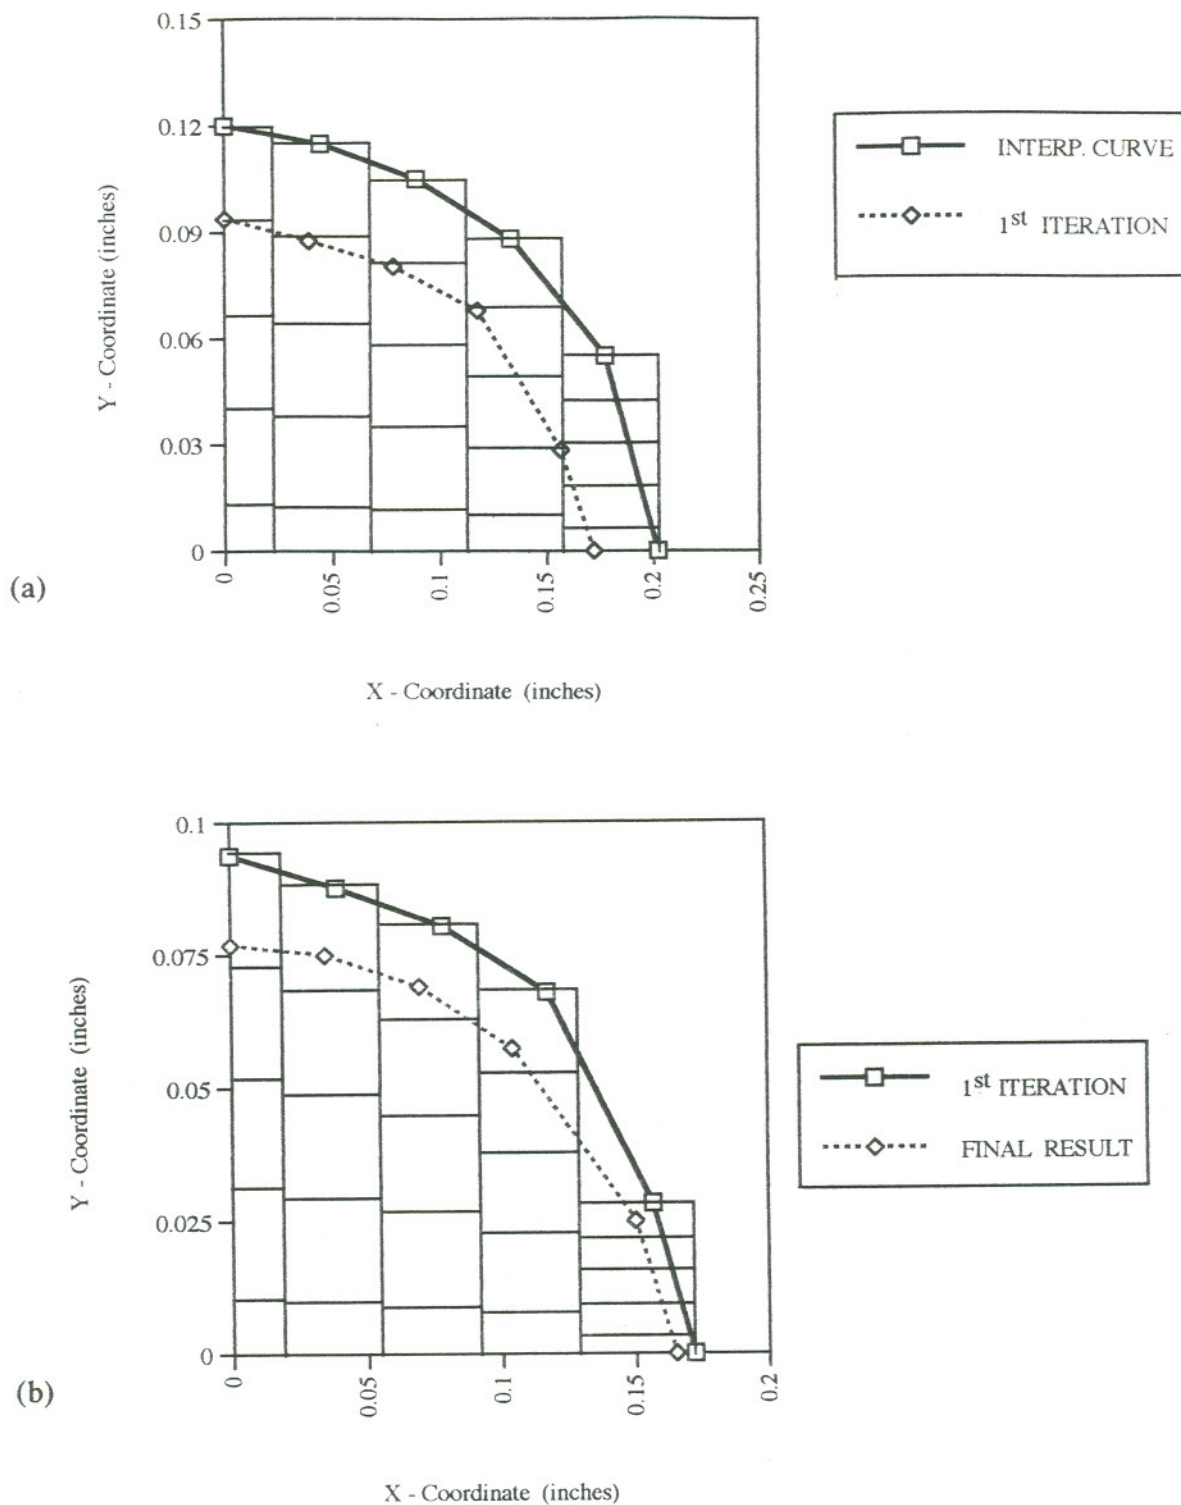 0.15
0.12
0.09
0.06
0.03
0
Y - Coordinate (inches)
0
0.05
0.1
0.15
0.2
0.25
X - Coordinate (inches)
INTERP. CURVE
1st ITERATION
(a)
0.1
0.075
0.05
0.025
0
Y - Coordinate (inches)
0
0.05
0.1
0.15
0.2
X - Coordinate (inches)
1st ITERATION
FINAL RESULT
(b)